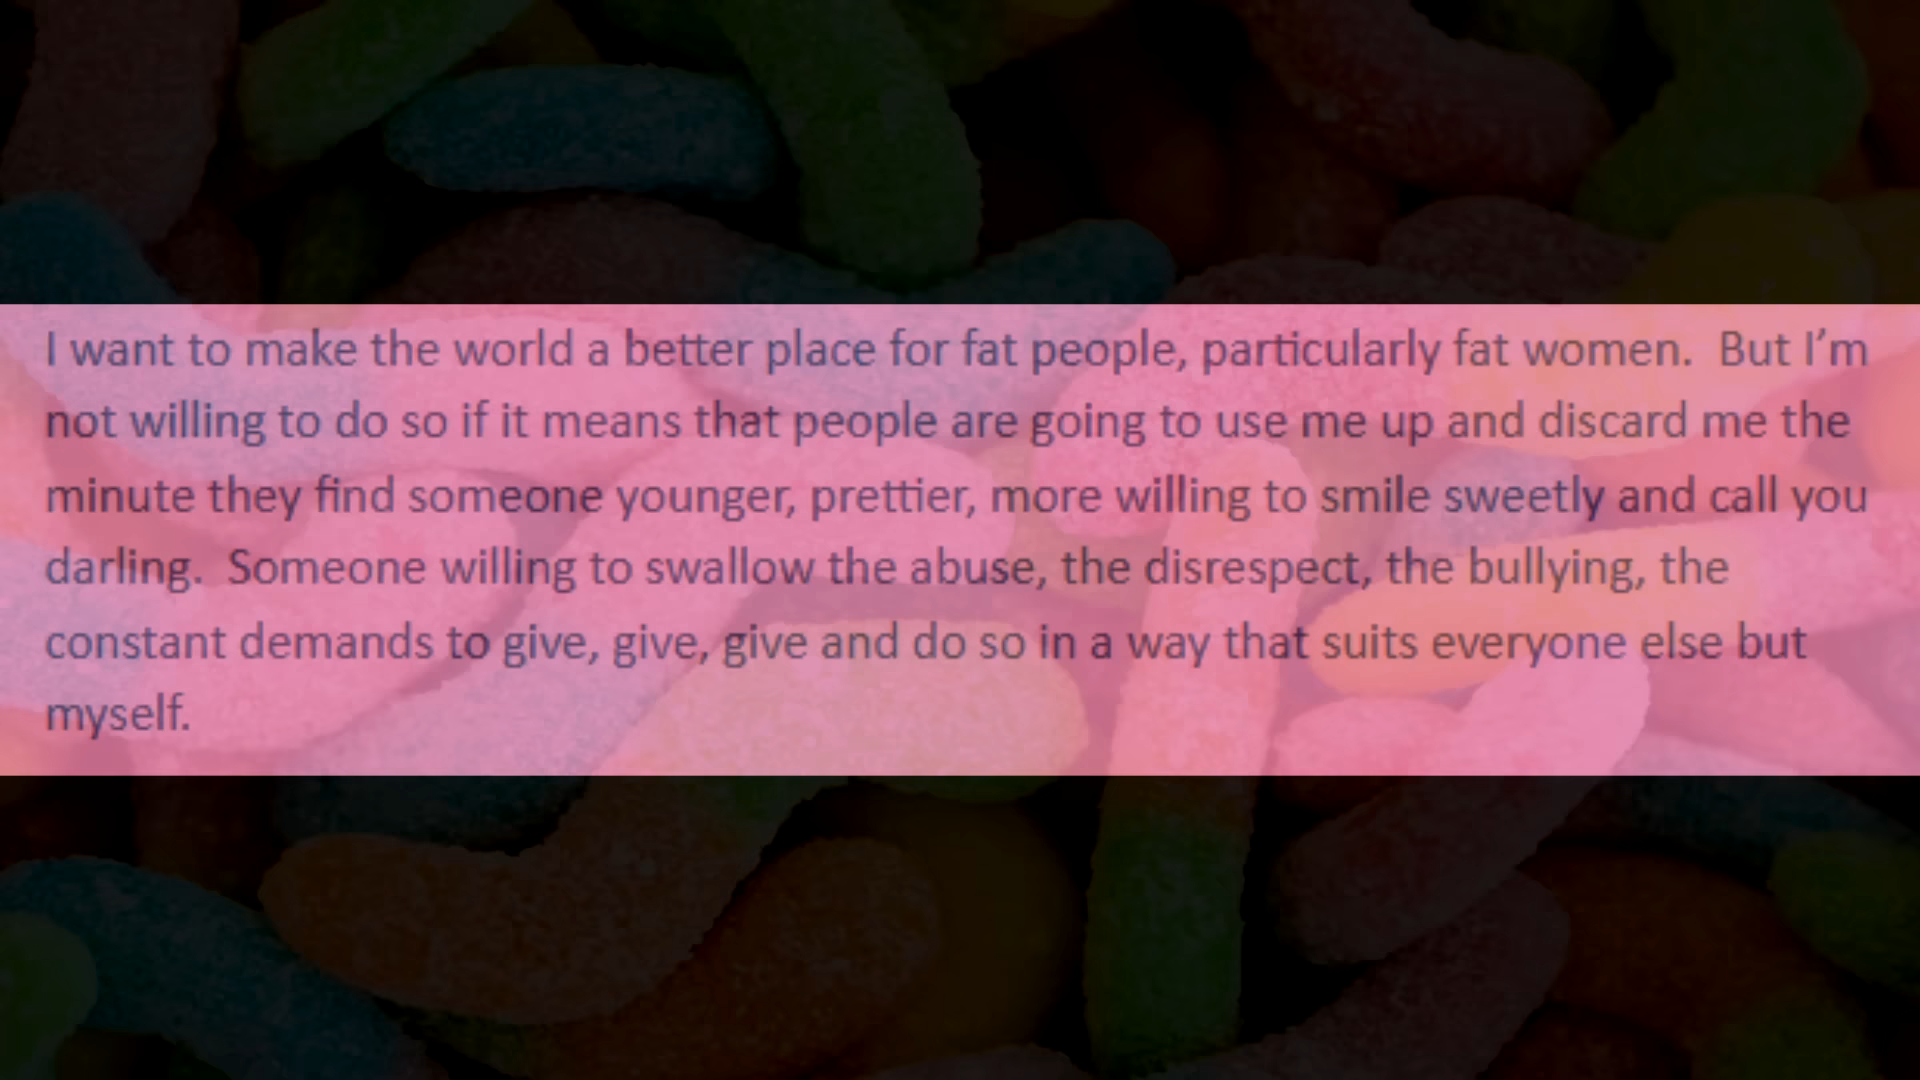 I want to make the world a better place for fat people, particularly fat women.  But I’m
not willing to do so if it means that people are going to use me up and discard me the
minute they find someone younger, prettier, more willing to smile sweetly and call you
darling.  Someone willing to swallow the abuse, the disrespect, the bullying, the
constant demands to give, give, give and do so in a way that suits everyone else but
myself.